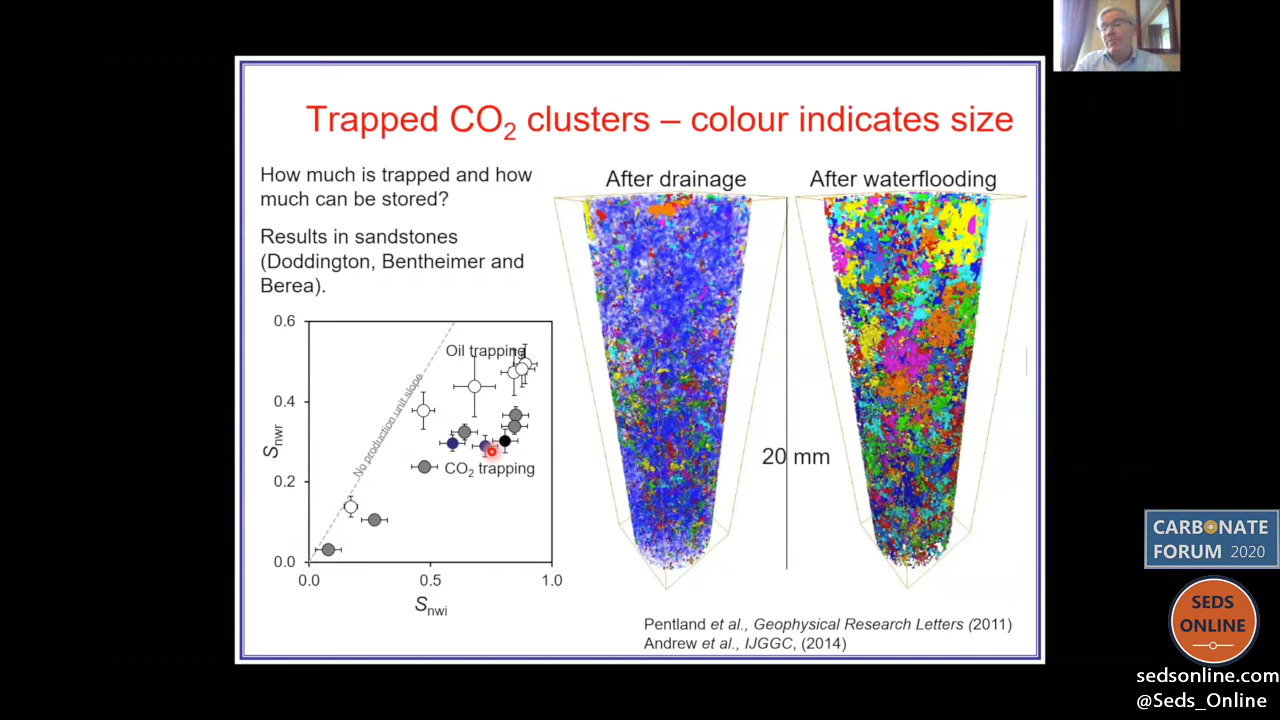 Trapped CO₂ clusters – colour indicates size
How much is trapped and how
much can be stored?
Results in sandstones
(Doddington, Bentheimer and
Berea).
After drainage
After waterflooding
0.6
0.4
0.2
0.0
Snwr
No production unit slope
Oil trapping
CO₂ trapping
0.0
0.5
1.0
Snwi
20 mm
Pentland et al., Geophysical Research Letters (2011)
Andrew et al., IJGGC, (2014)
CARBONATE
FORUM 2020
SEDS
ONLINE
sedsonline.com
@Seds_Online